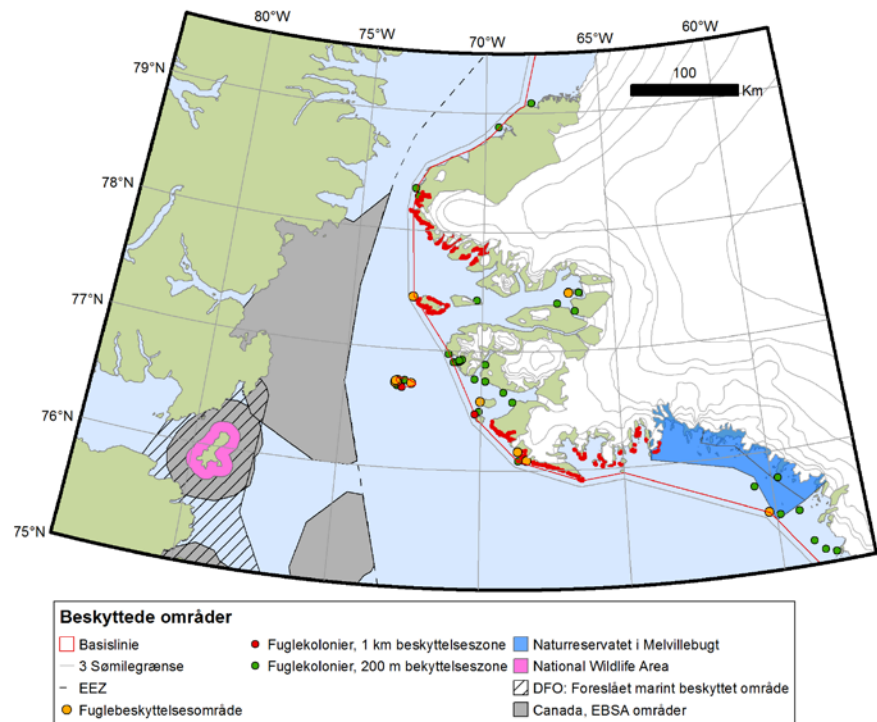 80°W
75°W
70°W
65°W
60°W
79°N
78°N
77°N
76°N
75°N
100
Km
Beskyttede områder
Basislinie
3 Sømilegrænse
EEZ
Fuglebeskyttelsesområde
Fuglekolonier, 1 km beskyttelseszone
Fuglekolonier, 200 m bekyttelseszone
Naturreservatet i Melvillebugt
National Wildlife Area
DFO: Foreslået marint beskyttet område
Canada, EBSA områder